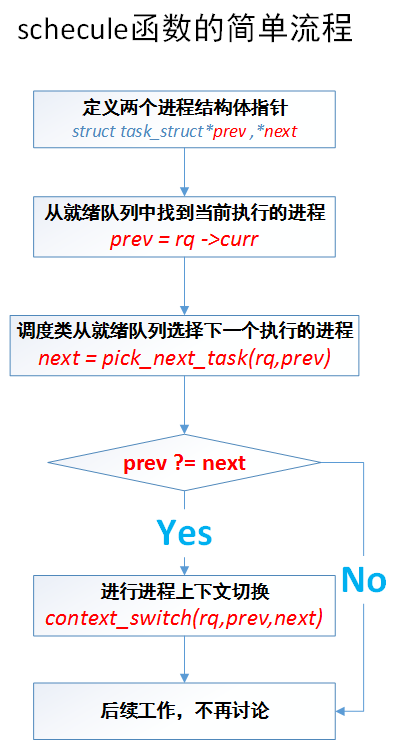 schecule函数的简单流程
定义两个进程结构体指针
struct task_struct*prev ,*next
从就绪队列中找到当前执行的进程
prev = rq ->curr
调度类从就绪队列选择下一个执行的进程
next = pick_next_task(rq,prev)
prev ?= next
Yes
No
进行进程上下文切换
context_switch(rq,prev,next)
后续工作，不再讨论